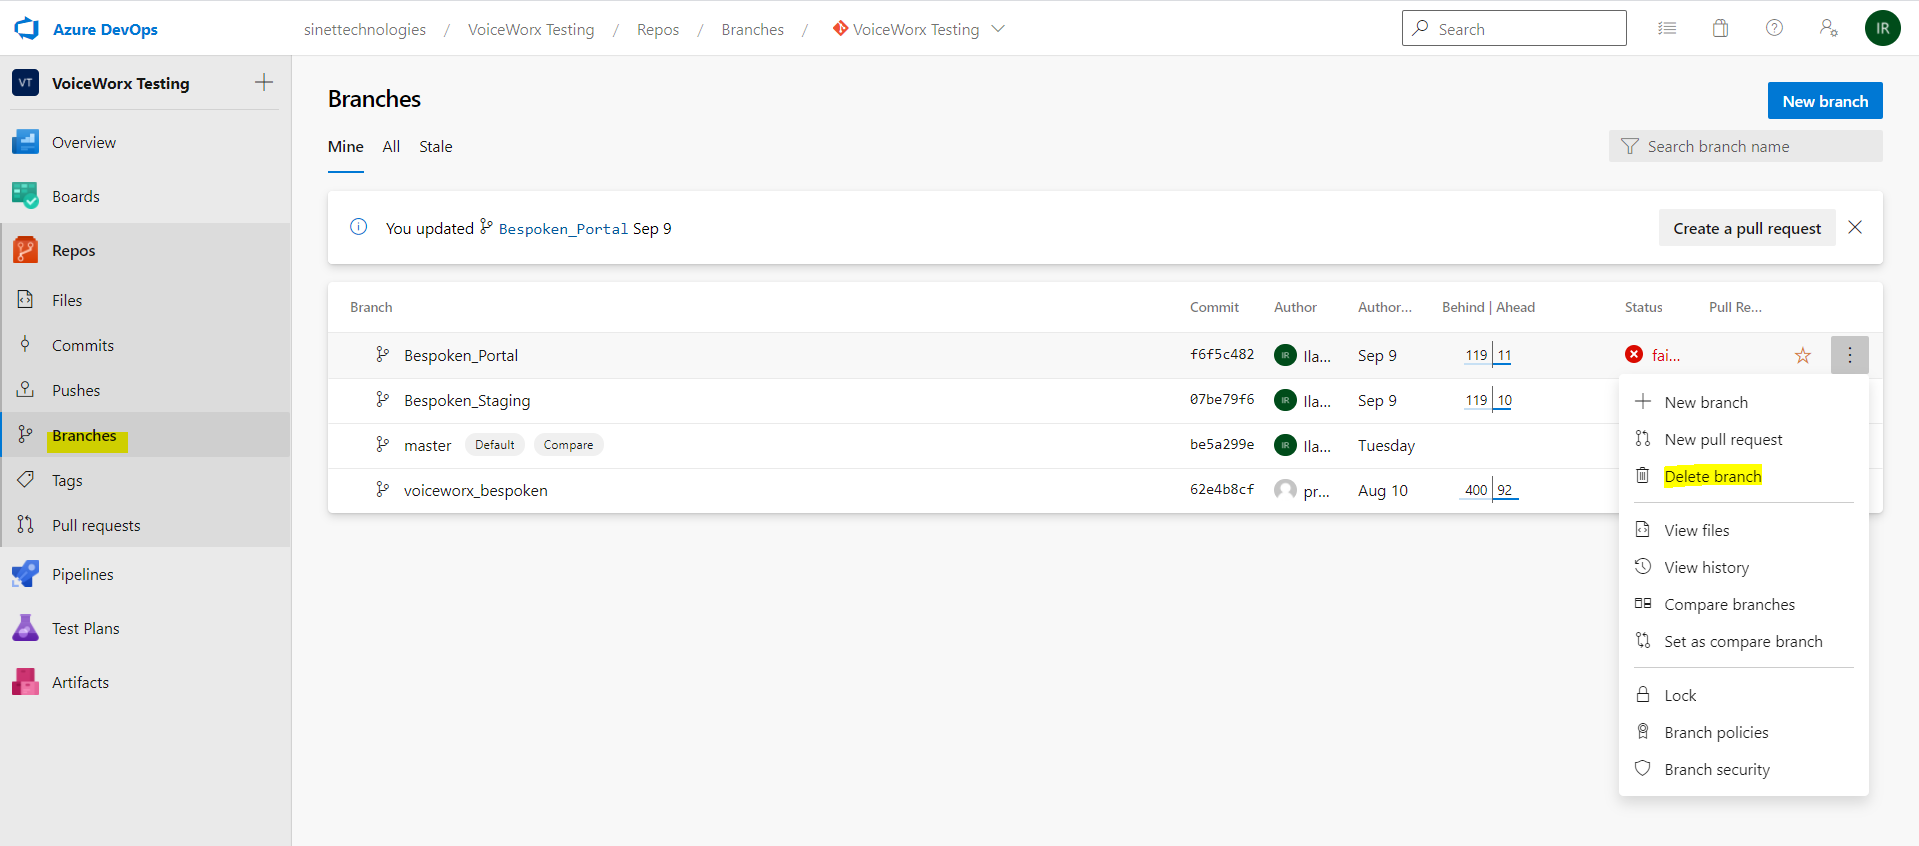 Azure DevOps
sinettechnologies / VoiceWorx Testing / Repos / Branches / VoiceWorx Testing
Search
IR
VT VoiceWorx Testing
Overview
Boards
Repos
Files
Commits
Pushes
Branches
Tags
Pull requests
Pipelines
Test Plans
Artifacts
Branches
New branch
Mine All Stale
Search branch name
You updated Bespoken_Portal Sep 9
Create a pull request
Branch Commit Author Author... Behind | Ahead Status Pull Re...
Bespoken_Portal f6f5c482 IR Ila... Sep 9 119 11 fai...
Bespoken_Staging 07be79f6 IR Ila... Sep 9 119 10
master Default Compare be5a299e IR Ila... Tuesday
voiceworx_bespoken 62e4b8cf pr... Aug 10 400 92
New branch
New pull request
Delete branch
View files
View history
Compare branches
Set as compare branch
Lock
Branch policies
Branch security